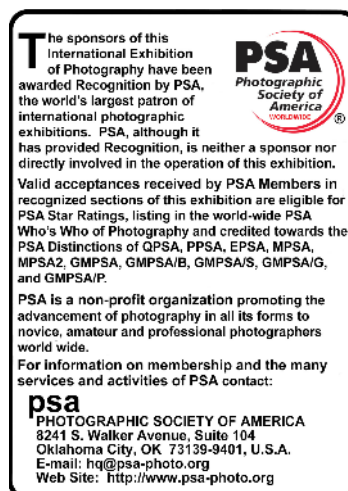 The sponsors of this
International Exhibition
of Photography have been
awarded Recognition by PSA,
the world's largest patron of
international photographic
exhibitions. PSA, although it
has provided Recognition, is neither a sponsor nor
directly involved in the operation of this exhibition.
PSA
Photographic
Society of
America
WORLDWIDE
®
Valid acceptances received by PSA Members in
recognized sections of this exhibition are eligible for
PSA Star Ratings, listing in the world-wide PSA
Who's Who of Photography and credited towards the
PSA Distinctions of QPSA, PPSA, EPSA, MPSA,
MPSA2, GMPSA, GMPSA/B, GMPSA/S, GMPSA/G,
and GMPSA/P.
PSA is a non-profit organization promoting the
advancement of photography in all its forms to
novice, amateur and professional photographers
world wide.
For information on membership and the many
services and activities of PSA contact:
psa
PHOTOGRAPHIC SOCIETY OF AMERICA
8241 S. Walker Avenue, Suite 104
Oklahoma City, OK 73139-9401, U.S.A.
E-mail: hq@psa-photo.org
Web Site: http://www.psa-photo.org